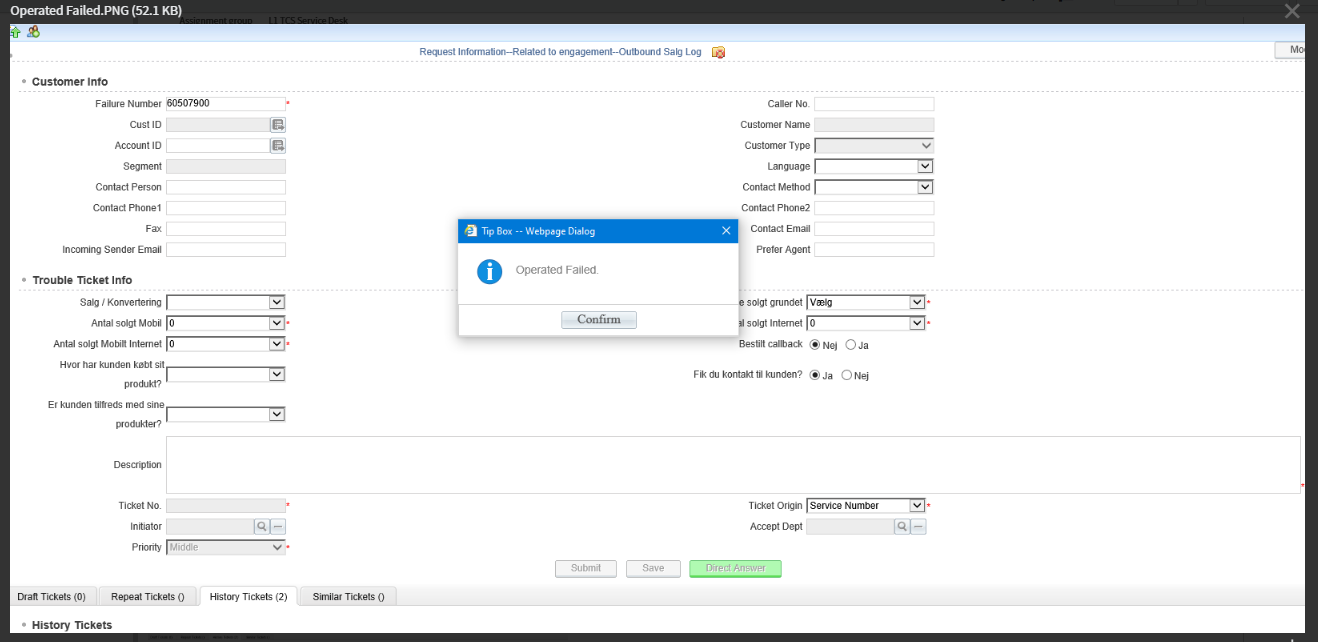 Operated Failed.PNG (52.1 KB)
Assignment group L1 TCS Service Desk
Request Information--Related to engagement--Outbound Salg Log
Customer Info
Failure Number 60507900 * Caller No.
Cust ID Customer Name
Account ID Customer Type
Segment Language
Contact Person Contact Method
Contact Phone1 Contact Phone2
Fax Contact Email
Incoming Sender Email Prefer Agent
Tip Box -- Webpage Dialog
Operated Failed.
Confirm
Trouble Ticket Info
Salg / Konvertering solgt grundet Vælg *
Antal solgt Mobil 0 * solgt Internet 0 *
Antal solgt Mobilt Internet 0 * Bestilt callback Nej Ja
Hvor har kunden købt sit
produkt?
Fik du kontakt til kunden? Ja Nej
Er kunden tilfreds med sine
produkter?
Description *
Ticket No. * Ticket Origin Service Number *
Initiator Accept Dept
Priority Middle *
Submit Save Direct Answer
Draft Tickets (0) Repeat Tickets () History Tickets (2) Similar Tickets ()
History Tickets